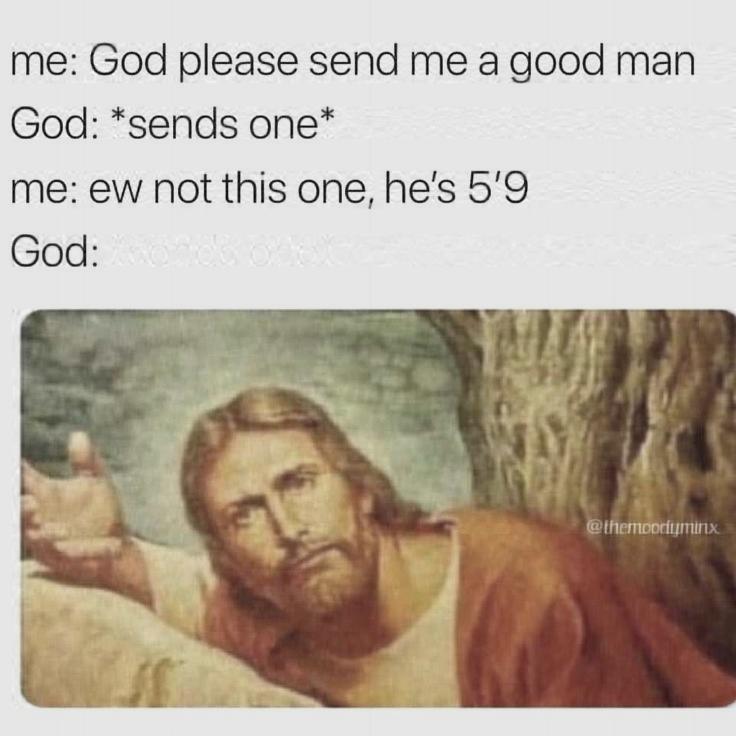 me: God please send me a good man
God: *sends one*
me: ew not this one, he's 5'9
God:
@themoodyminx